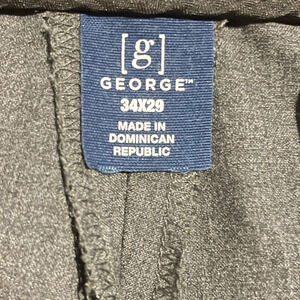 [g]
GEORGE™
34X29
MADE IN
DOMINICAN
REPUBLIC